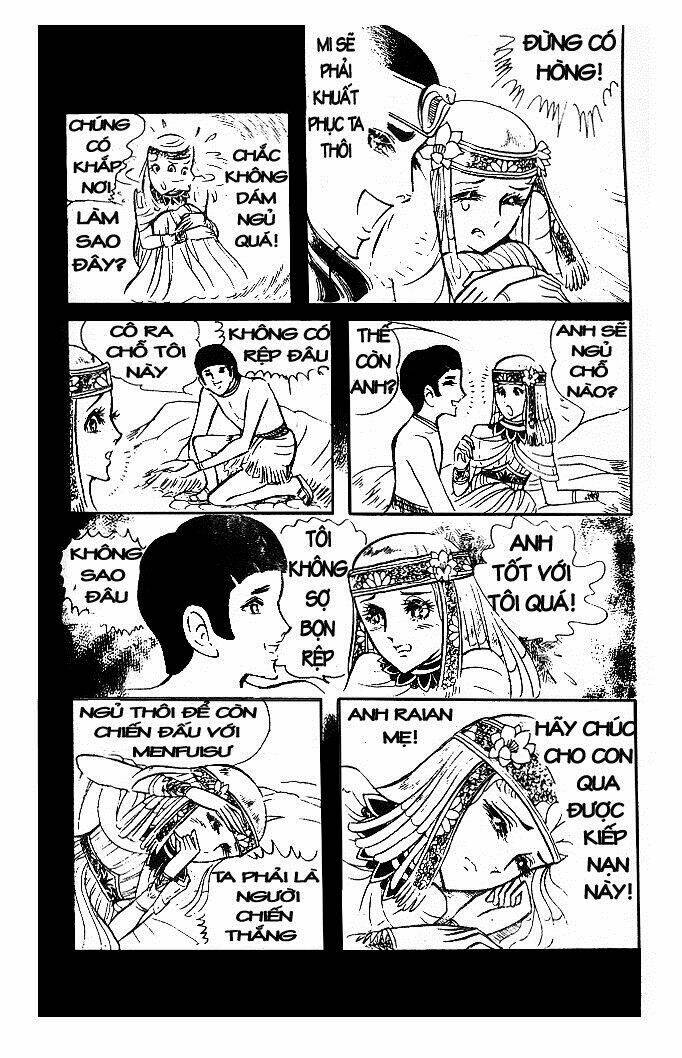 CHÚNG
CÓ
KHẮP
NƠI
LÀM
SAO
ĐÂY?
CHẮC
KHÔNG
DÁM
NGỦ
QUÁ!
MI SẼ
PHẢI
KHUẤT
PHỤC TA
THÔI
ĐỪNG CÓ
HÒNG!
CÔ RA
CHỖ TÔI
NÀY
KHÔNG CÓ
RỆP ĐÂU
THẾ
CÒN
ANH?
ANH SẼ
NGỦ
CHỖ
NÀO?
KHÔNG
SAO
ĐÂU
TÔI
KHÔNG
SỢ
BỌN
RỆP
ANH
TỐT VỚI
TÔI QUÁ!
NGỦ THÔI ĐỂ CÒN
CHIẾN ĐẤU VỚI
MENFUISƯ
TA PHẢI LÀ
NGƯỜI
CHIẾN
THẮNG
ANH RAIAN
MẸ!
HÃY CHÚC
CHO CON
QUA
ĐƯỢC
KIẾP
NẠN
NÀY!